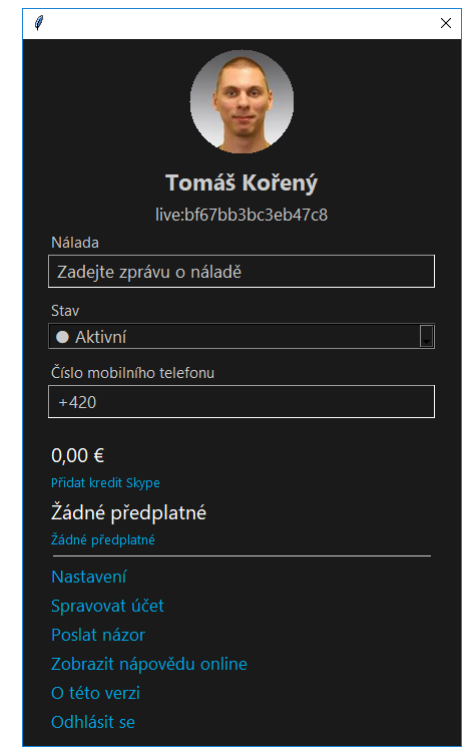 Tomáš Kořený
live:bf67bb3bc3eb47c8
Nálada
Zadejte zprávu o náladě
Stav
Aktivní
Číslo mobilního telefonu
+420
0,00 €
Přidat kredit Skype
Žádné předplatné
Žádné předplatné
Nastavení
Spravovat účet
Poslat názor
Zobrazit nápovědu online
O této verzi
Odhlásit se